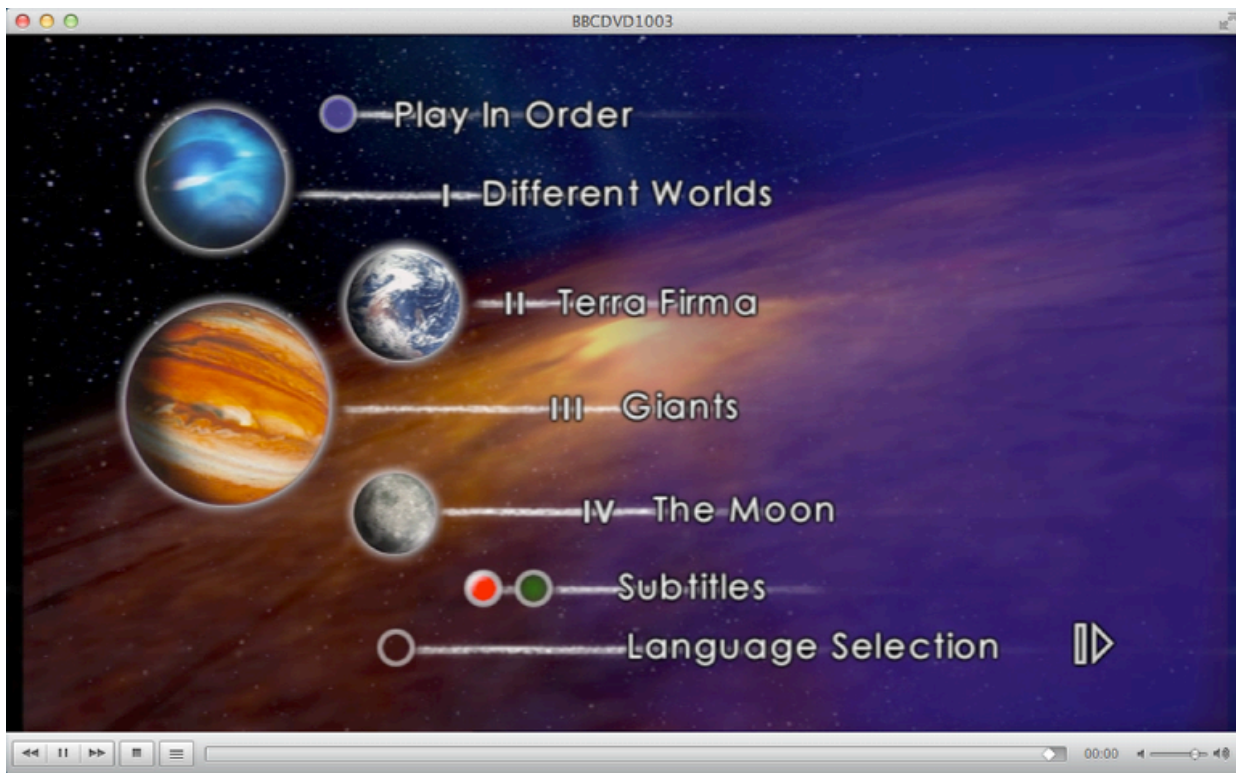 BBCDVD1003
Play In Order
I Different Worlds
II Terra Firma
III Giants
IV The Moon
Subtitles
Language Selection
00:00